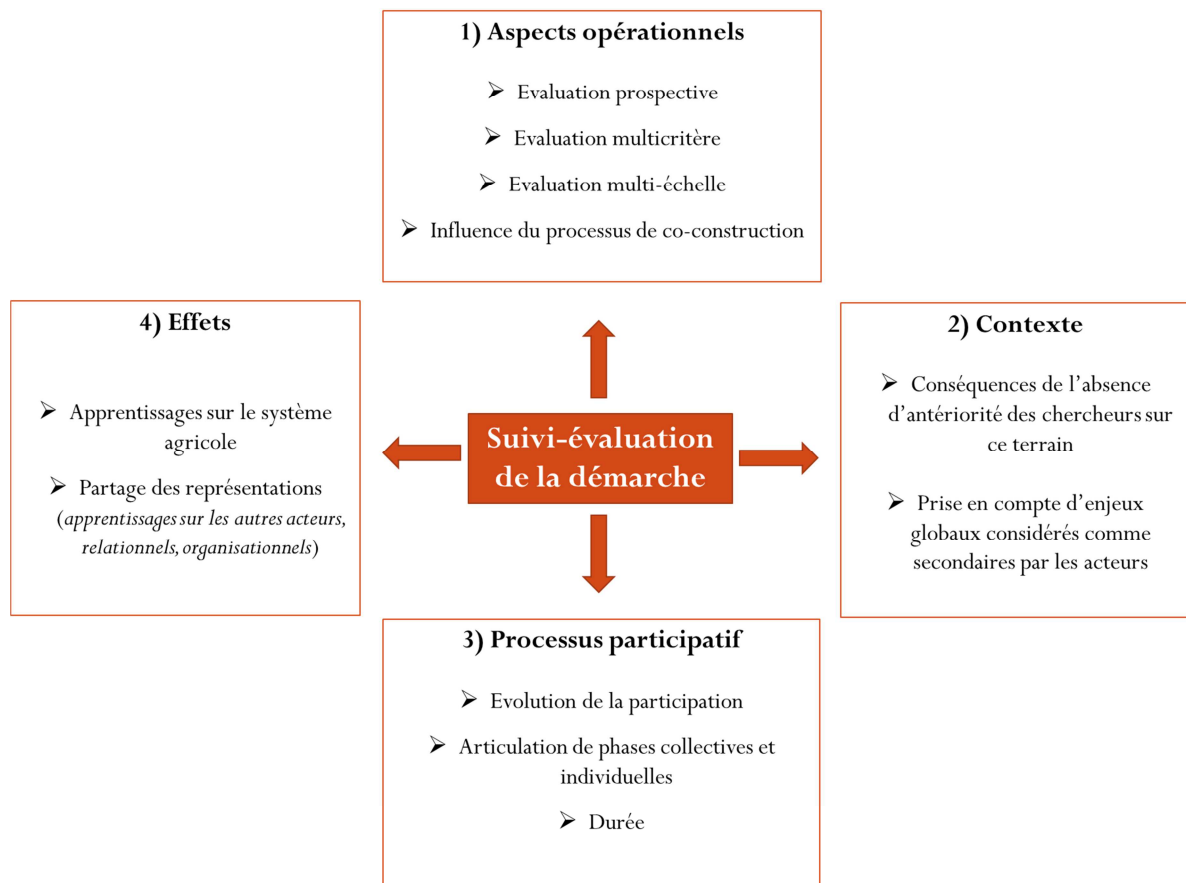 1) Aspects opérationnels
➢ Evaluation prospective
➢ Evaluation multicritère
➢ Evaluation multi-échelle
➢ Influence du processus de co-construction
4) Effets
➢ Apprentissages sur le système
agricole
➢ Partage des représentations
(apprentissages sur les autres acteurs,
relationnels, organisationnels)
Suivi-évaluation
de la démarche
2) Contexte
➢ Conséquences de l’absence
d’antériorité des chercheurs sur
ce terrain
➢ Prise en compte d’enjeux
globaux considérés comme
secondaires par les acteurs
3) Processus participatif
➢ Evolution de la participation
➢ Articulation de phases collectives et
individuelles
➢ Durée